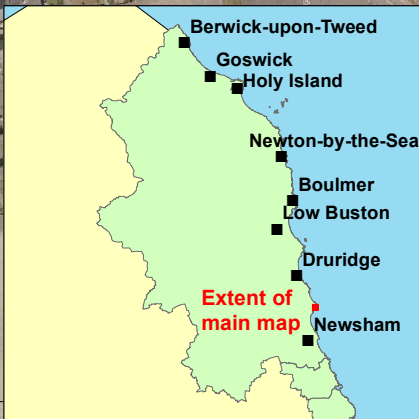 Berwick-upon-Tweed
Goswick
Holy Island
Newton-by-the-Sea
Boulmer
Low Buston
Druridge
Extent of
main map
Newsham